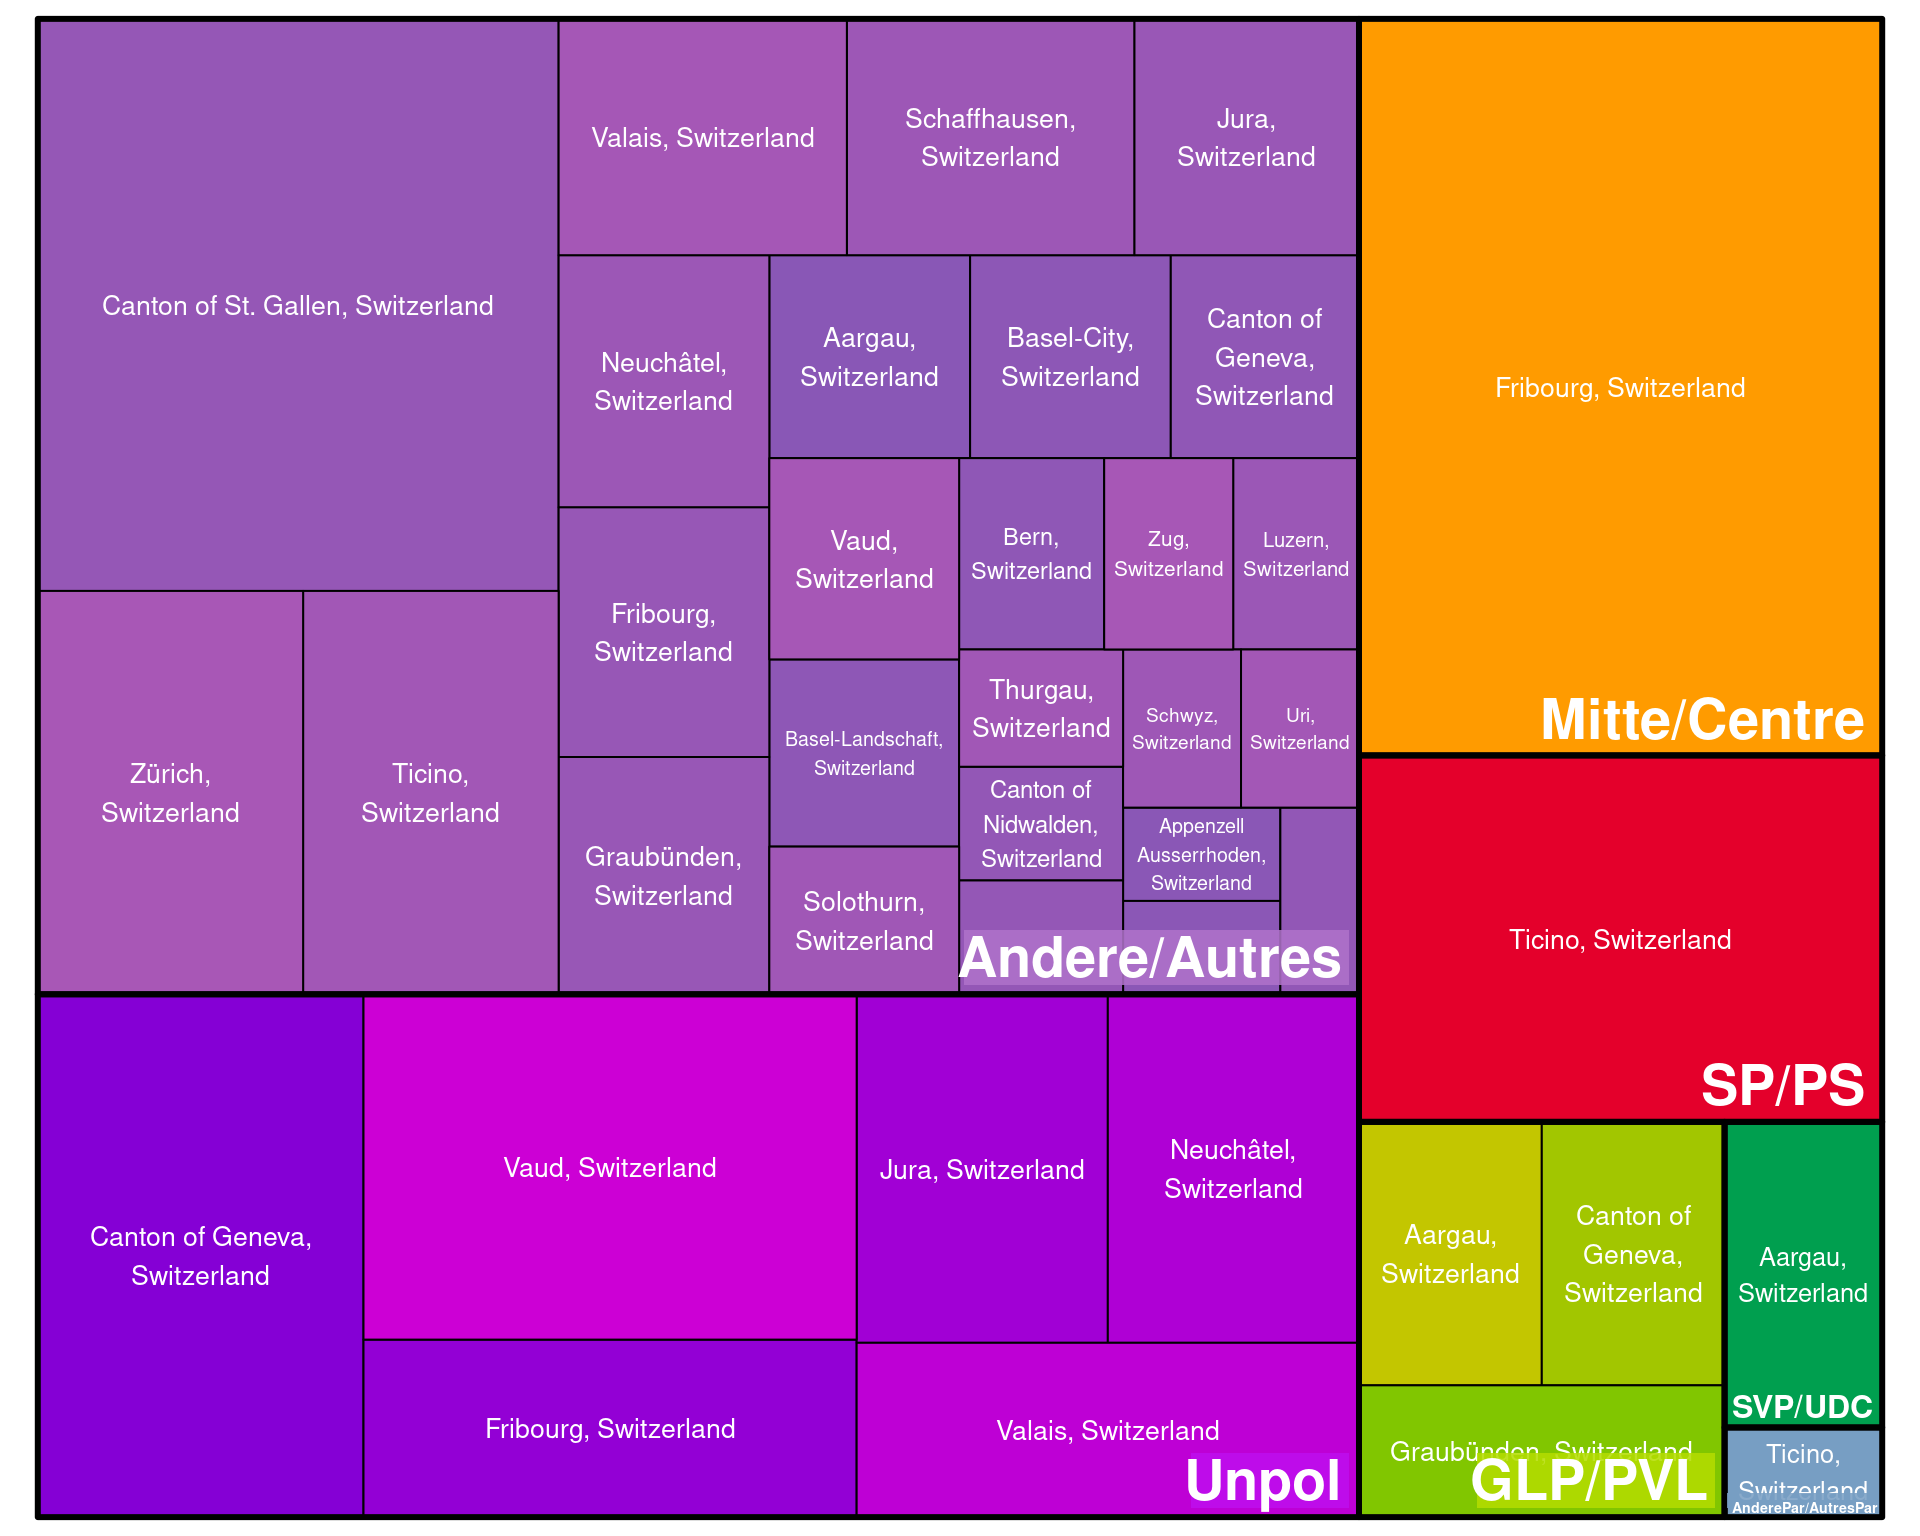 Canton of St. Gallen, Switzerland
Valais, Switzerland
Schaffhausen,
Switzerland
Jura,
Switzerland
Neuchâtel,
Switzerland
Aargau,
Switzerland
Basel-City,
Switzerland
Canton of
Geneva,
Switzerland
Fribourg,
Switzerland
Vaud,
Switzerland
Bern,
Switzerland
Zug,
Switzerland
Luzern,
Switzerland
Zürich,
Switzerland
Ticino,
Switzerland
Graubünden,
Switzerland
Basel-Landschaft,
Switzerland
Solothurn,
Switzerland
Thurgau,
Switzerland
Schwyz,
Switzerland
Uri,
Switzerland
Canton of
Nidwalden,
Switzerland
Appenzell
Ausserrhoden,
Switzerland
Andere/Autres
Fribourg, Switzerland
Mitte/Centre
Ticino, Switzerland
SP/PS
Canton of Geneva,
Switzerland
Vaud, Switzerland
Jura, Switzerland
Neuchâtel,
Switzerland
Fribourg, Switzerland
Valais, Switzerland
Unpol
Aargau,
Switzerland
Canton of
Geneva,
Switzerland
Graubünden, Switzerland
GLP/PVL
Aargau,
Switzerland
SVP/UDC
Ticino,
Switzerland
AnderePar/AutresPar